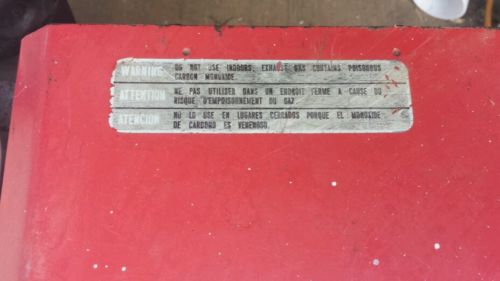 WARNING DO NOT USE INDOORS, EXHAUST GAS CONTAINS POISONOUS
CARBON MONOXIDE.
ATTENTION NE PAS UTILISER DANS UN ENDROIT FERME A CAUSE DU
RISQUE D'EMPOISONNEMENT DU GAZ
ATENCION NO LO USE EN LUGARES CERRADOS PORQUE EL MONOXIDE
DE CARBONO ES VENENOSO.